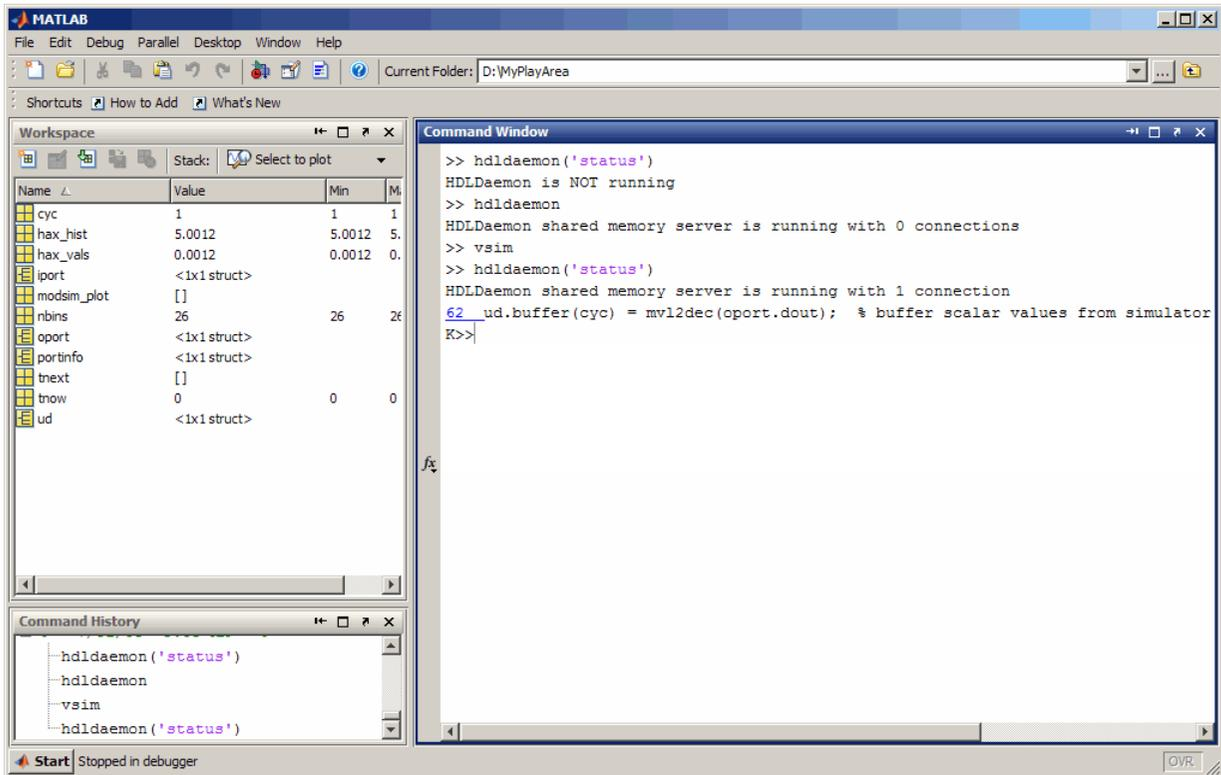 MATLAB
File Edit Debug Parallel Desktop Window Help
Current Folder: D:\MyPlayArea ...
Shortcuts How to Add What's New
Workspace
Stack: Select to plot
Name Value Min
cyc 1 1 1
hax_hist 5.0012 5.0012 5.
hax_vals 0.0012 0.0012 0.
iport <1x1 struct>
modsim_plot []
nbins 26 26 26
oport <1x1 struct>
portinfo <1x1 struct>
tnext []
tnow 0 0 0
ud <1x1 struct>
Command History
hdldaemon('status')
hdldaemon
vsim
hdldaemon('status')
Command Window
>> hdldaemon('status')
HDLDaemon is NOT running
>> hdldaemon
HDLDaemon shared memory server is running with 0 connections
>> vsim
>> hdldaemon('status')
HDLDaemon shared memory server is running with 1 connection
62 ud.buffer(cyc) = mvl2dec(oport.dout); % buffer scalar values from simulator
K>>
fx
Start Stopped in debugger
OVR